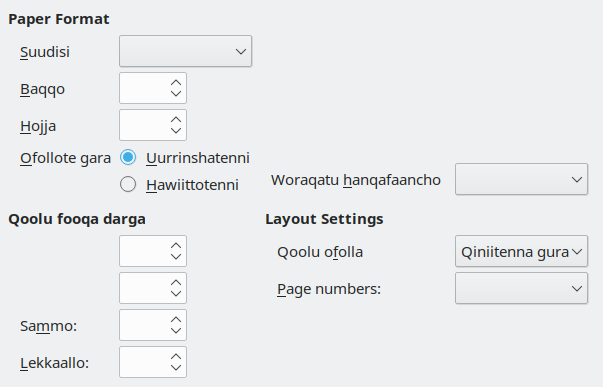 Paper Format
Suudisi
Baqqo
Hojja
Ofollote gara
Uurrinshatenni
Hawiittotenni
Woraqatu hanqafaancho
Qoolu fooqa darga
Layout Settings
Qoolu ofolla
Qiniitenna gura
Page numbers:
Sammo:
Lekkaallo: